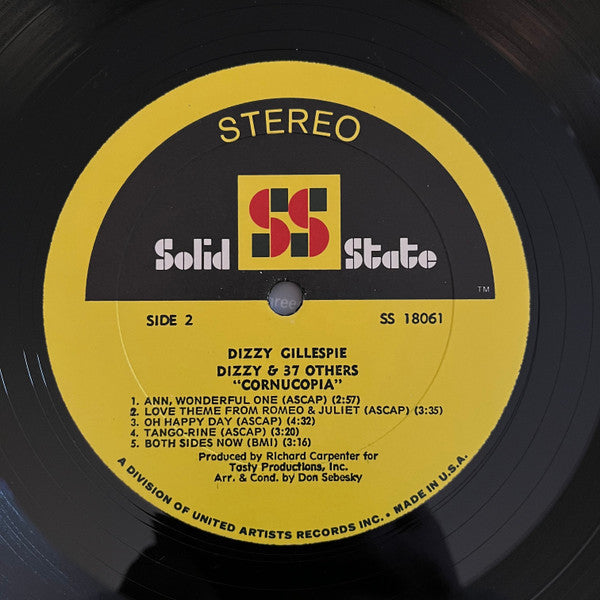 STEREO
SS
Solid State
TM
SIDE 2 SS 18061
DIZZY GILLESPIE
DIZZY & 37 OTHERS
"CORNUCOPIA"
1. ANN, WONDERFUL ONE (ASCAP) (2:57)
2. LOVE THEME FROM ROMEO & JULIET (ASCAP) (3:35)
3. OH HAPPY DAY (ASCAP) (4:32)
4. TANGO-RINE (ASCAP) (3:20)
5. BOTH SIDES NOW (BMI) (3:16)
Produced by Richard Carpenter for
Tasty Productions, Inc.
Arr. & Cond. by Don Sebesky
A DIVISION OF UNITED ARTISTS RECORDS INC. • MADE IN U.S.A.